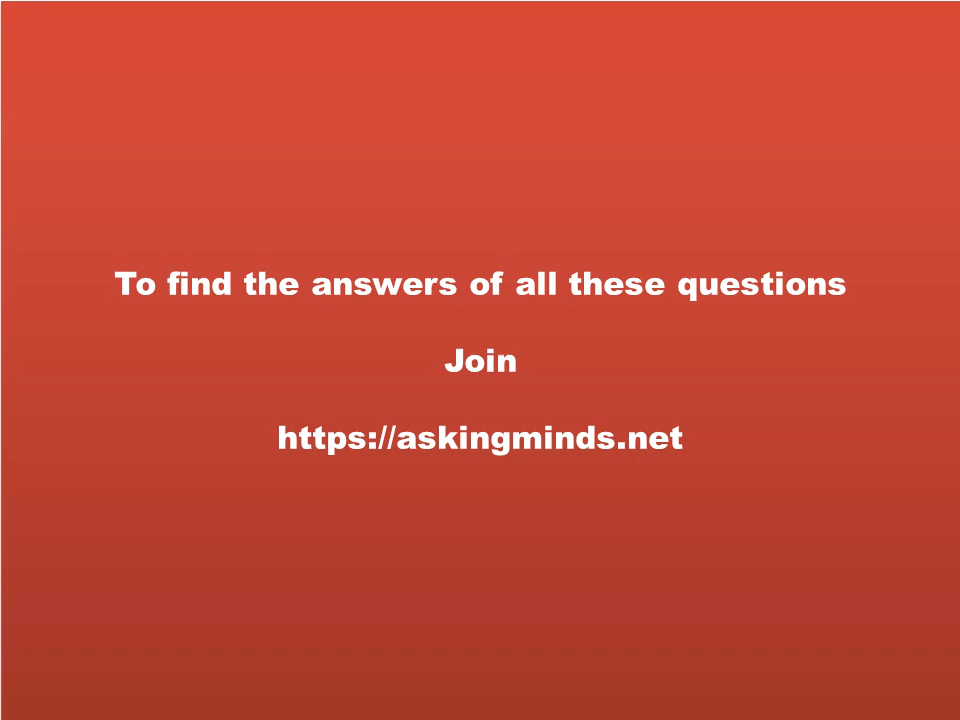 To find the answers of all these questions
Join
https://askingminds.net